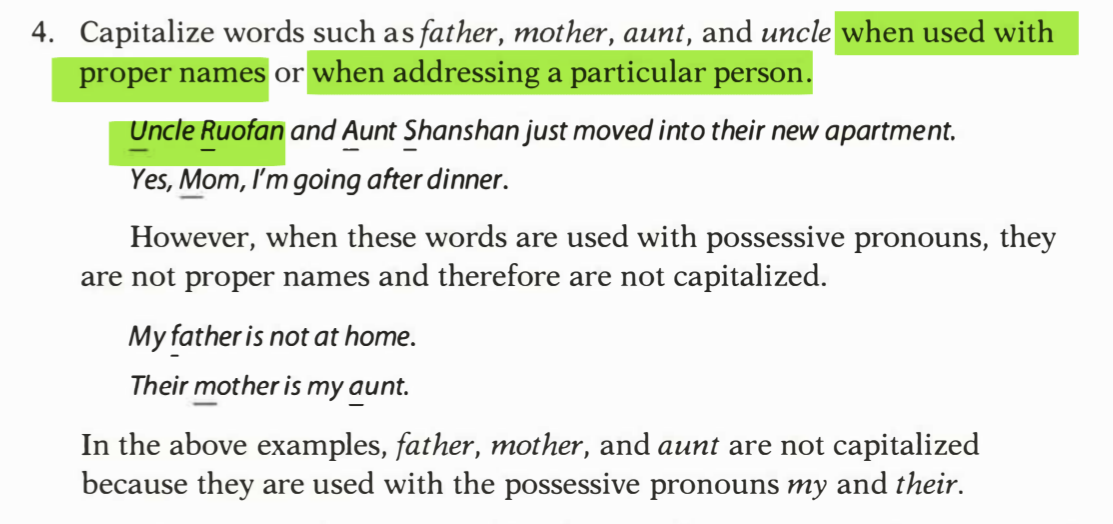 4. Capitalize words such as father, mother, aunt, and uncle when used with
proper names or when addressing a particular person.
Uncle Ruofan and Aunt Shanshan just moved into their new apartment.
Yes, Mom, I'm going after dinner.
However, when these words are used with possessive pronouns, they
are not proper names and therefore are not capitalized.
My father is not at home.
Their mother is my aunt.
In the above examples, father, mother, and aunt are not capitalized
because they are used with the possessive pronouns my and their.